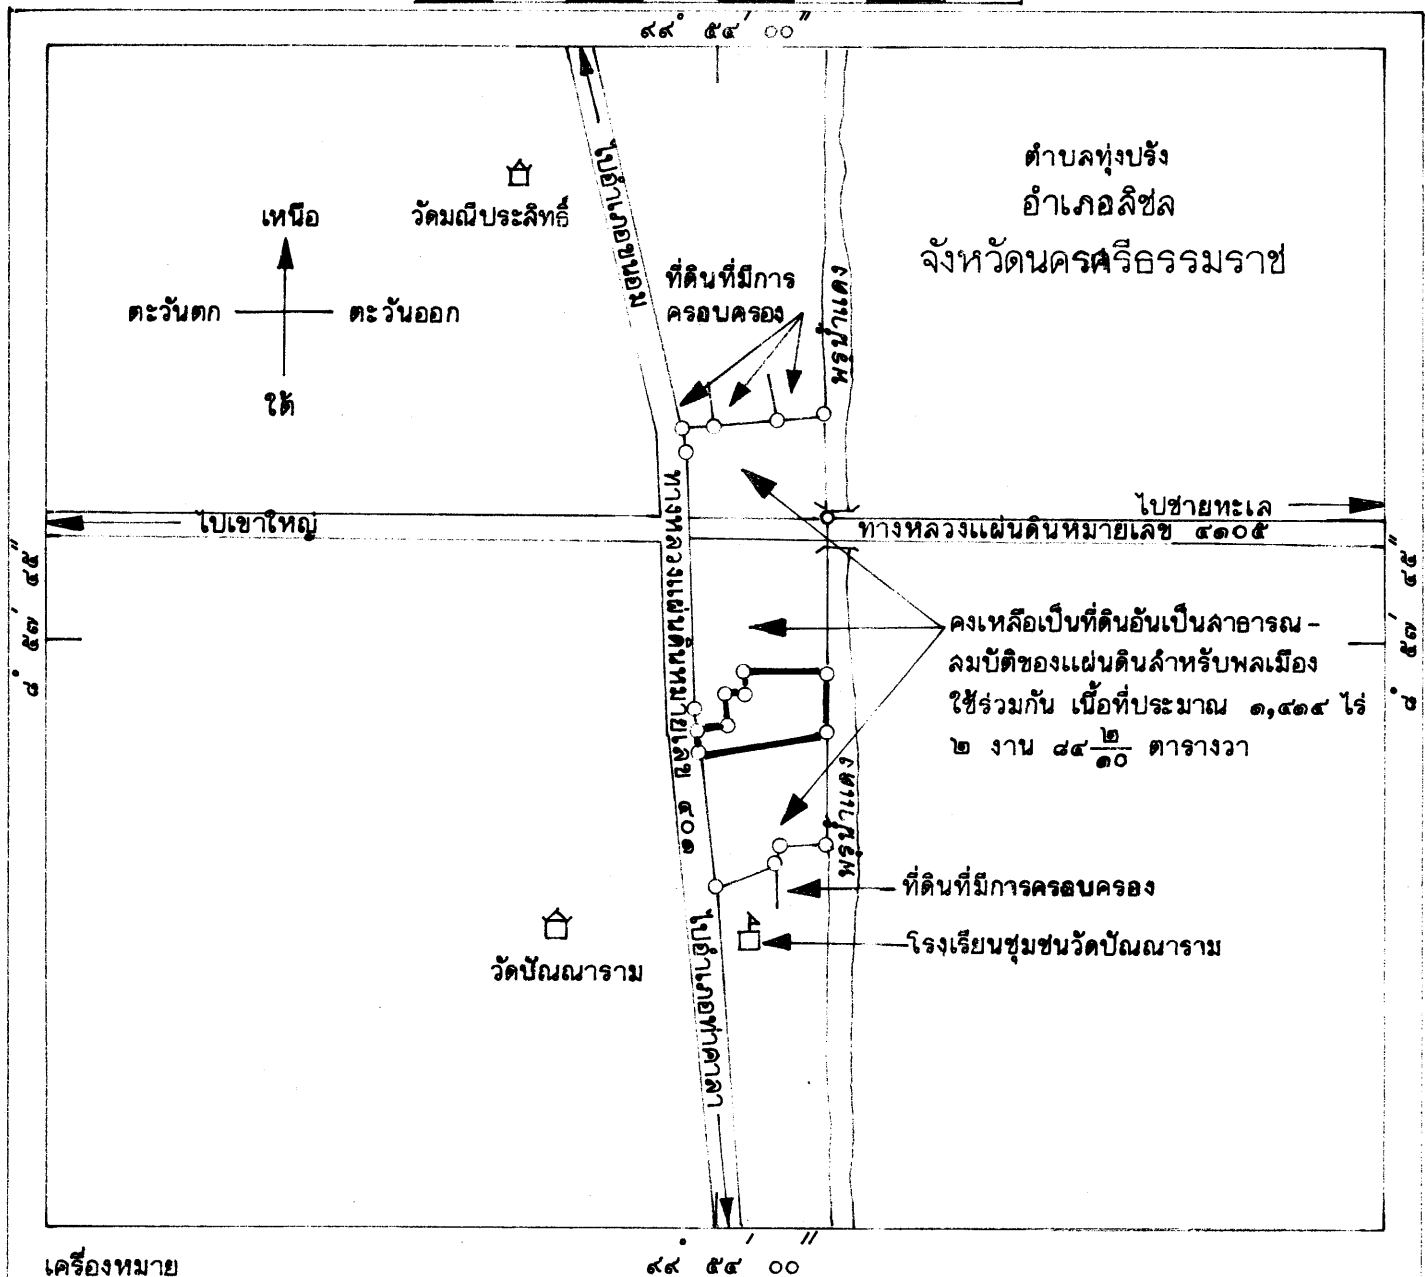 ๙๙° ๕๔′ ๐๐″
ตำบลทุ่งปรัง
อำเภอสิชล
จังหวัดนครศรีธรรมราช
วัดมณีประสิทธิ์
ไปอำเภอขนอม
เหนือ
ตะวันตก
ตะวันออก
ใต้
ที่ดินที่มีการ
ครอบครอง
พรุน้ำแดง
ไปเขาใหญ่
ไปชายทะเล
ทางหลวงแผ่นดินหมายเลข ๔๑๐๕
ทางหลวงแผ่นดินหมายเลข ๔๐๑
๘° ๕๗′ ๕๔″
๘° ๕๗′ ๕๔″
คงเหลือเป็นที่ดินอันเป็นสาธารณ-
สมบัติของแผ่นดินสำหรับพลเมือง
ใช้ร่วมกัน เนื้อที่ประมาณ ๑,๔๑๔ ไร่
๒ งาน ๘๔ ๒/๑๐ ตารางวา
พรุน้ำแดง
ที่ดินที่มีการครอบครอง
โรงเรียนชุมชนวัดปัณณาราม
วัดปัณณาราม
ไปอำเภอท่าศาลา
๙๙° ๕๔′ ๐๐″
เครื่องหมาย